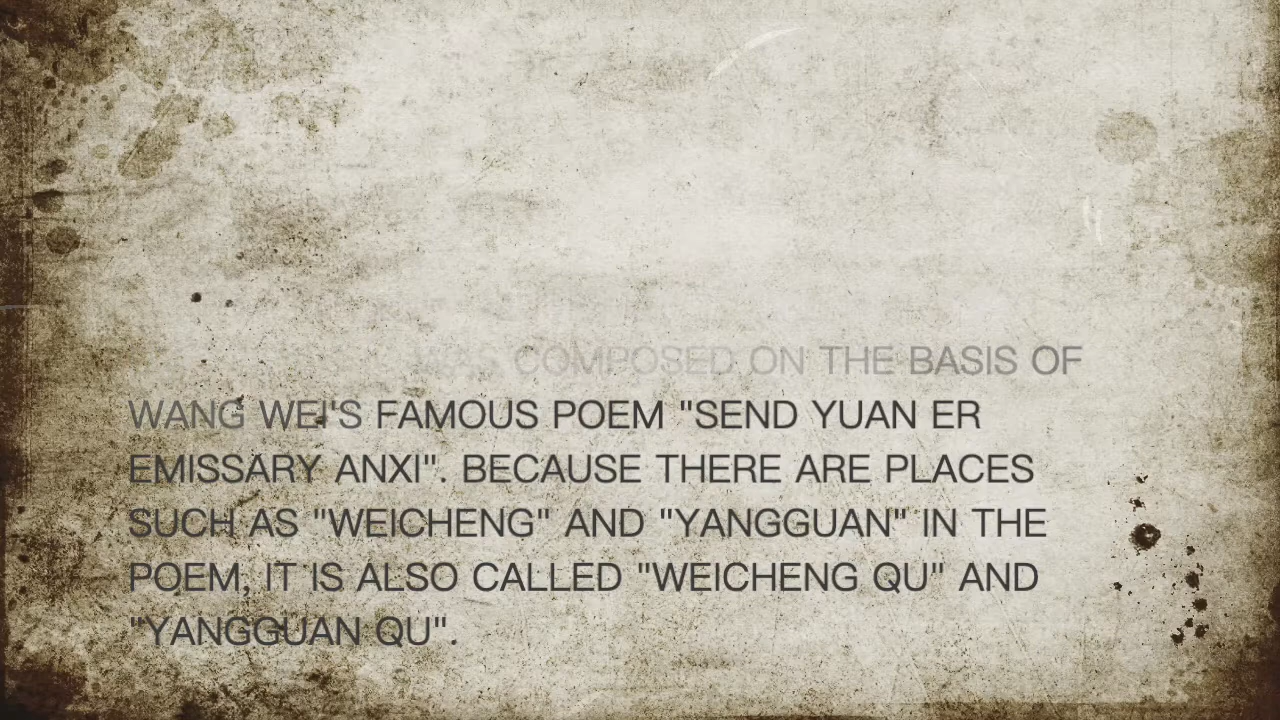 WAS COMPOSED ON THE BASIS OF
WANG WEI'S FAMOUS POEM "SEND YUAN ER
EMISSARY ANXI". BECAUSE THERE ARE PLACES
SUCH AS "WEICHENG" AND "YANGGUAN" IN THE
POEM, IT IS ALSO CALLED "WEICHENG QU" AND
"YANGGUAN QU".